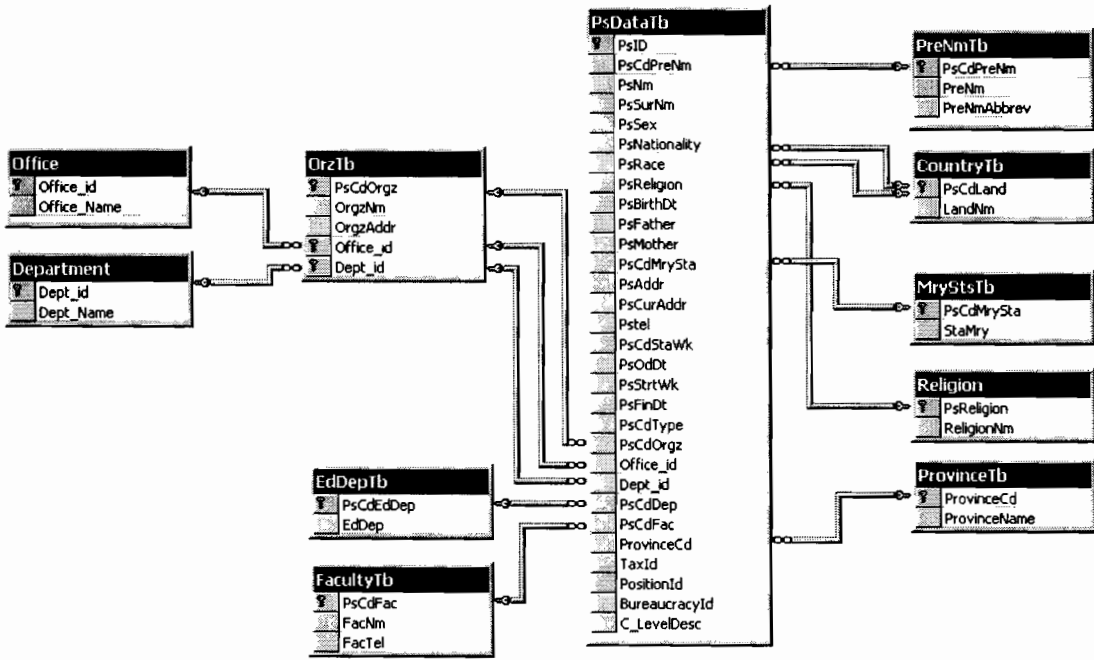 Office
Office_id
Office_Name
Department
Dept_id
Dept_Name
OrzTb
PsCdOrgz
OrgzNm
OrgzAddr
Office_id
Dept_id
EdDepTb
PsCdEdDep
EdDep
FacultyTb
PsCdFac
FacNm
FacTel
PsDataTb
PsID
PsCdPreNm
PsNm
PsSurNm
PsSex
PsNationality
PsRace
PsReligion
PsBirthDt
PsFather
PsMother
PsCdMrySta
PsAddr
PsCurAddr
Pstel
PsCdStaWk
PsOdDt
PsStrtWk
PsFinDt
PsCdType
PsCdOrgz
Office_id
Dept_id
PsCdDep
PsCdFac
ProvinceCd
TaxId
PositionId
BureaucracyId
C_LevelDesc
PreNmTb
PsCdPreNm
PreNm
PreNmAbbrev
CountryTb
PsCdLand
LandNm
MryStsTb
PsCdMrySta
StaMry
Religion
PsReligion
ReligionNm
ProvinceTb
ProvinceCd
ProvinceName